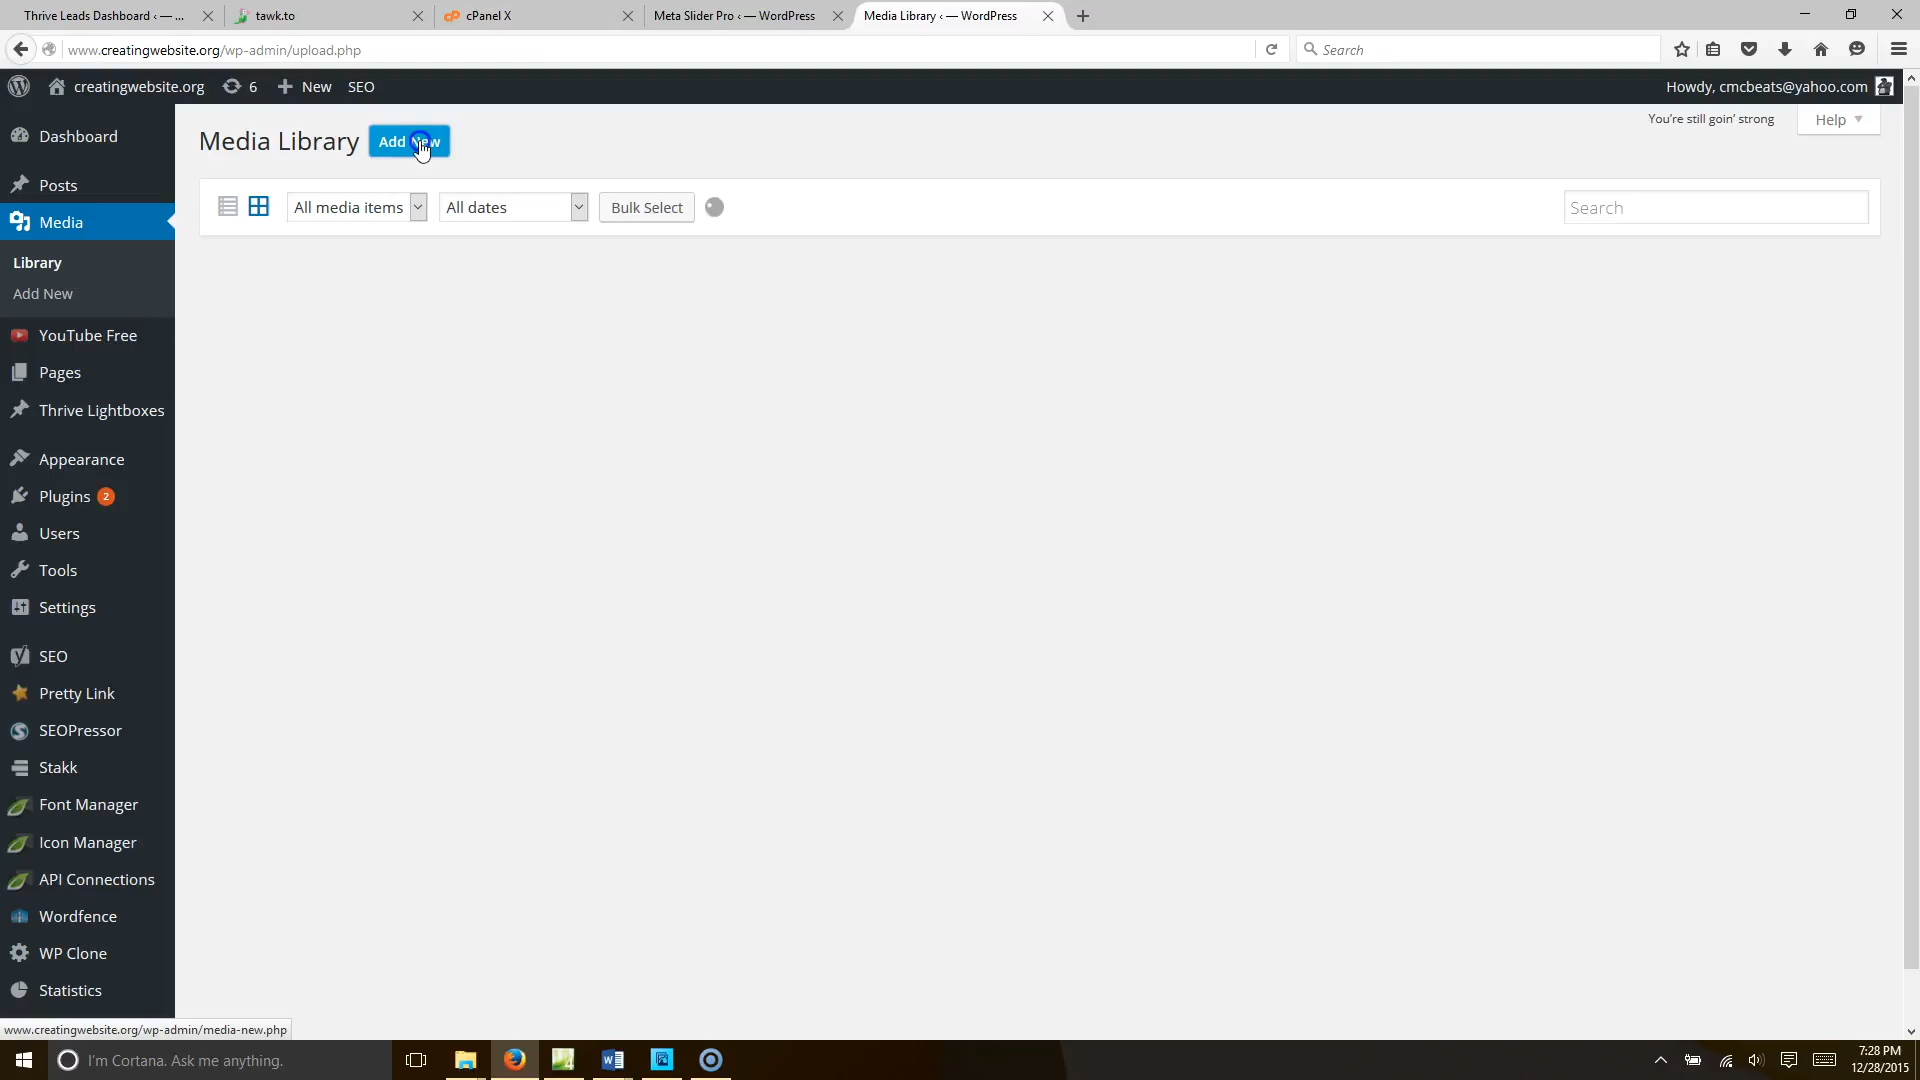 Thrive Leads Dashboard ‹ — ...
tawk.to
cPanel X
Meta Slider Pro ‹ — WordPress
Media Library ‹ — WordPress
www.creatingwebsite.org/wp-admin/upload.php
Search
creatingwebsite.org
6
New
SEO
Howdy, cmcbeats@yahoo.com
Dashboard
Posts
Media
Library
Add New
YouTube Free
Pages
Thrive Lightboxes
Appearance
Plugins 2
Users
Tools
Settings
SEO
Pretty Link
SEOPressor
Stakk
Font Manager
Icon Manager
API Connections
Wordfence
WP Clone
Statistics
Media Library
Add New
You're still goin' strong
Help
All media items
All dates
Bulk Select
Search
www.creatingwebsite.org/wp-admin/media-new.php
I'm Cortana. Ask me anything.
7:28 PM
12/28/2015